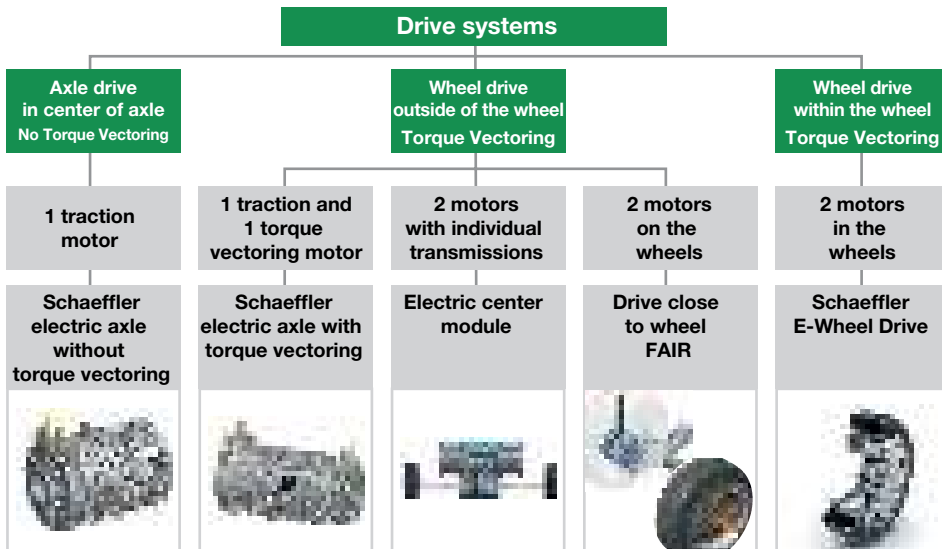 Drive systems
Axle drive
in center of axle
No Torque Vectoring
Wheel drive
outside of the wheel
Torque Vectoring
Wheel drive
within the wheel
Torque Vectoring
1 traction
motor
1 traction and
1 torque
vectoring motor
2 motors
with individual
transmissions
2 motors
on the
wheels
2 motors
in the
wheels
Schaeffler
electric axle
without
torque vectoring
Schaeffler
electric axle with
torque vectoring
Electric center
module
Drive close
to wheel
FAIR
Schaeffler
E-Wheel Drive